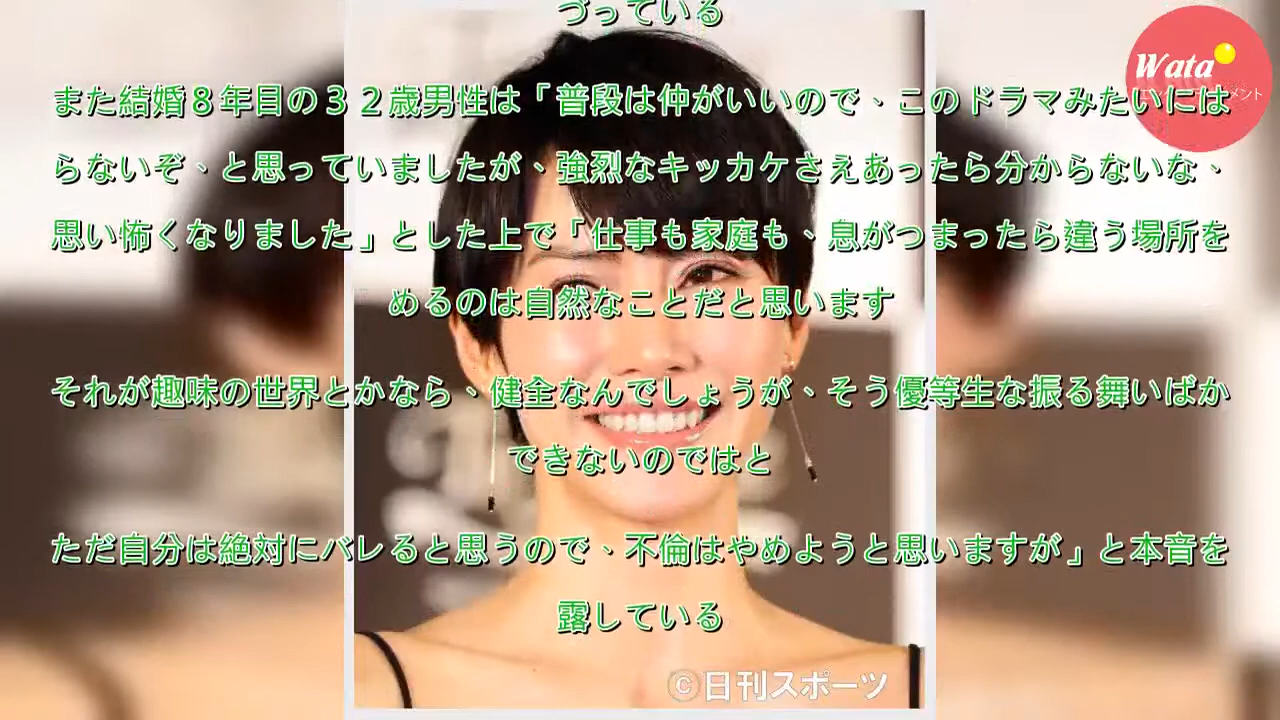 づっている
Wata
また結婚８年目の３２歳男性は「普段は仲がいいので、このドラマみたいには
メント
らないぞ、と思っていましたが、強烈なキッカケさえあったら分からないな、
思い怖くなりました」とした上で「仕事も家庭も、息がつまったら違う場所を
めるのは自然なことだと思います
それが趣味の世界とかなら、健全なんでしょうが、そう優等生な振る舞いばか
できないのではと
ただ自分は絶対にバレると思うので、不倫はやめようと思いますが」と本音を
露している
©日刊スポーツ